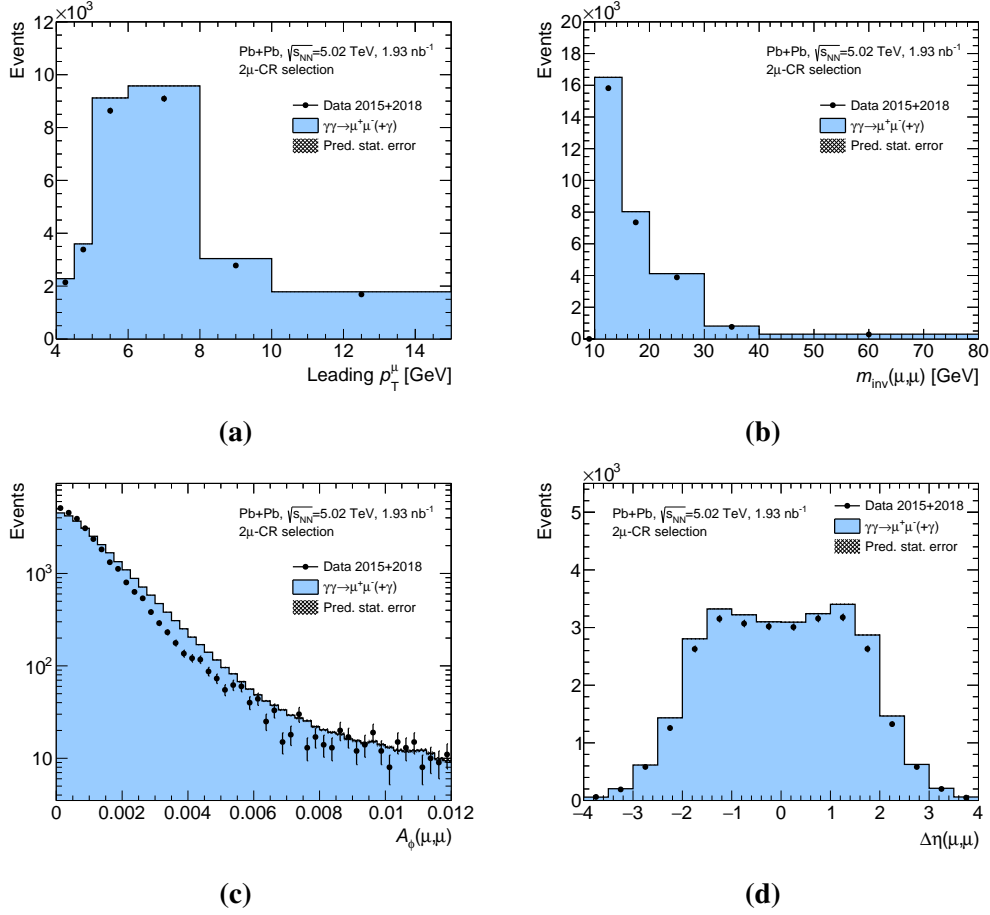 ×10³
Events
12
10
8
6
4
2
0
Pb+Pb, √s_NN=5.02 TeV, 1.93 nb⁻¹
2μ-CR selection
Data 2015+2018
γγ→μ⁺μ⁻(+γ)
Pred. stat. error
4 6 8 10 12 14
Leading p_T^μ [GeV]
(a)
×10³
Events
20
18
16
14
12
10
8
6
4
2
0
Pb+Pb, √s_NN=5.02 TeV, 1.93 nb⁻¹
2μ-CR selection
Data 2015+2018
γγ→μ⁺μ⁻(+γ)
Pred. stat. error
10 20 30 40 50 60 70 80
m_inv(μ,μ) [GeV]
(b)
Events
10³
10²
10
Pb+Pb, √s_NN=5.02 TeV, 1.93 nb⁻¹
2μ-CR selection
Data 2015+2018
γγ→μ⁺μ⁻(+γ)
Pred. stat. error
0 0.002 0.004 0.006 0.008 0.01 0.012
A_ϕ(μ,μ)
(c)
×10³
Events
5
4
3
2
1
0
Pb+Pb, √s_NN=5.02 TeV, 1.93 nb⁻¹
2μ-CR selection
Data 2015+2018
γγ→μ⁺μ⁻(+γ)
Pred. stat. error
−4 −3 −2 −1 0 1 2 3 4
Δη(μ,μ)
(d)